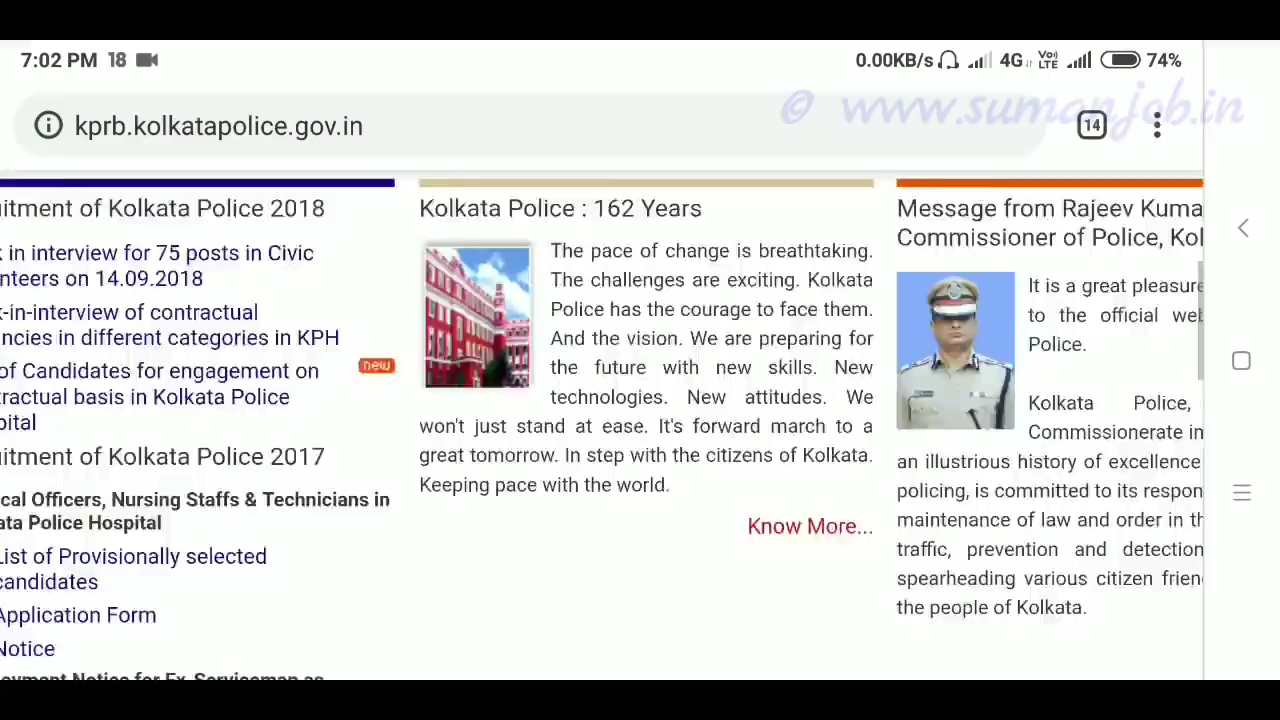 7:02 PM 18
0.00KB/s 4G Vo) LTE 74%
© www.sumanjob.in
kprb.kolkatapolice.gov.in
14
itment of Kolkata Police 2018
k in interview for 75 posts in Civic
nteers on 14.09.2018
k-in-interview of contractual
ncies in different categories in KPH
of Candidates for engagement on
new
tractual basis in Kolkata Police
pital
itment of Kolkata Police 2017
cal Officers, Nursing Staffs & Technicians in
ata Police Hospital
List of Provisionally selected
candidates
Application Form
Notice
Kolkata Police : 162 Years
The pace of change is breathtaking.
The challenges are exciting. Kolkata
Police has the courage to face them.
And the vision. We are preparing for
the future with new skills. New
technologies. New attitudes. We
won't just stand at ease. It's forward march to a
great tomorrow. In step with the citizens of Kolkata.
Keeping pace with the world.
Know More...
Message from Rajeev Kuma
Commissioner of Police, Kol
It is a great pleasure
to the official wel
Police.
Kolkata Police,
Commissionerate in
an illustrious history of excellence
policing, is committed to its respon
maintenance of law and order in th
traffic, prevention and detection
spearheading various citizen frien
the people of Kolkata.